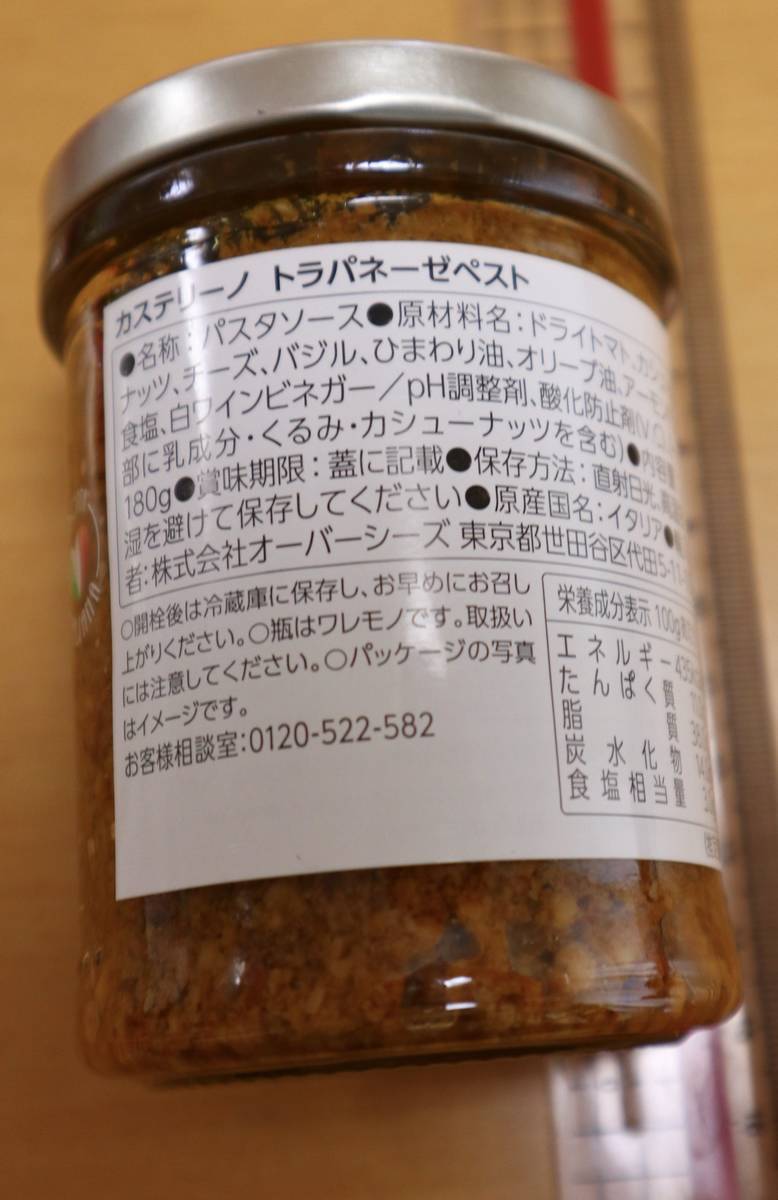 カステリーノ トラパネーゼペスト
●名称:パスタソース●原材料名:ドライトマト、カシュ
ナッツ、チーズ、バジル、ひまわり油、オリーブ油、アーモン
食塩、白ワインビネガー/pH調整剤、酸化防止剤(V.C.
部に乳成分・くるみ・カシューナッツを含む)●内容量
180g●賞味期限:蓋に記載●保存方法:直射日光、高温
湿を避けて保存してください●原産国名:イタリア●
者:株式会社オーバーシーズ 東京都世田谷区代田5-11-
○開栓後は冷蔵庫に保存し、お早めにお召し
上がりください。○瓶はワレモノです。取扱い
には注意してください。○パッケージの写真
はイメージです。
お客様相談室:0120-522-582
栄養成分表示 100g
エネルギー 435
たんぱく質
脂質
炭水化物
食塩相当量